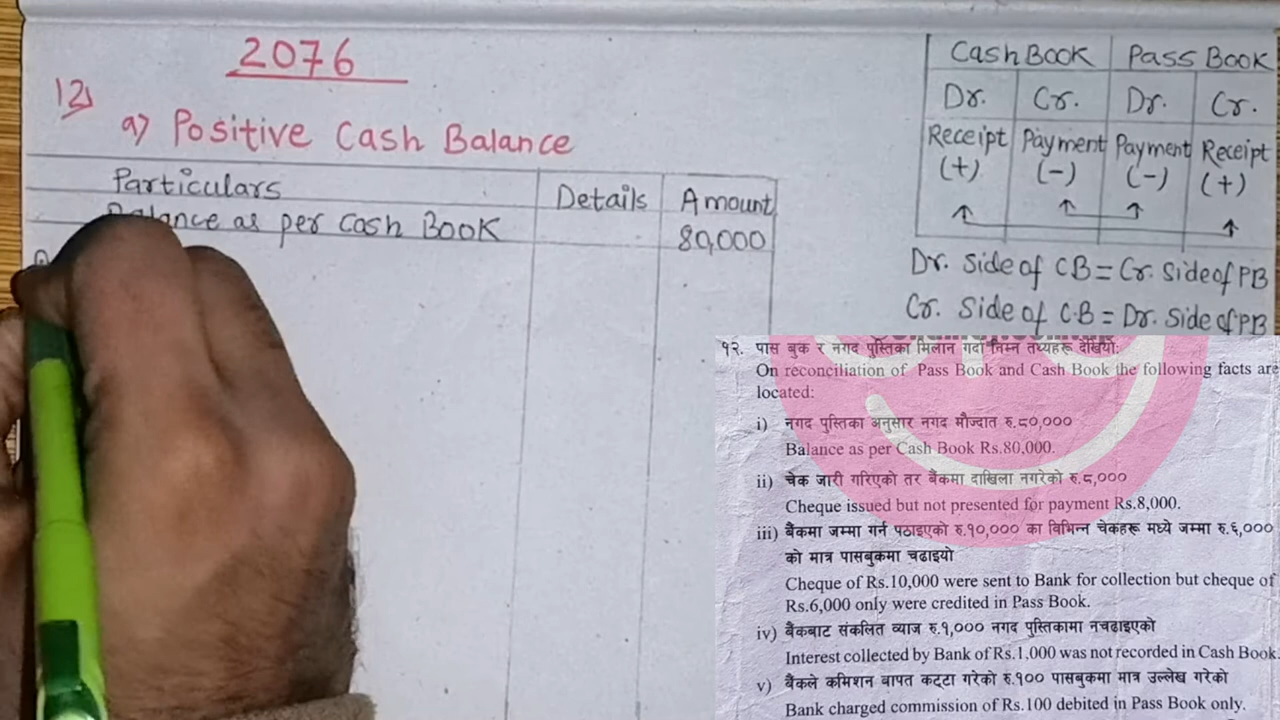 2076
12)
a) Positive Cash Balance
Particulars Details Amount
Balance as per Cash Book 80,000
Cash Book Pass Book
Dr. Cr. Dr. Cr.
Receipt Payment Payment Receipt
(+) (-) (-) (+)
Dr. Side of CB = Cr. Side of PB
Cr. Side of C.B = Dr. Side of PB
१२. पास बुक र नगद पुस्तिका मिलान गर्दा निम्न तथ्यहरू देखियो:
On reconciliation of Pass Book and Cash Book the following facts are
located:
i) नगद पुस्तिका अनुसार नगद मौज्दात रु.८०,०००
Balance as per Cash Book Rs.80,000.
ii) चेक जारी गरिएको तर बैंकमा दाखिला नगरेको रु.८,०००
Cheque issued but not presented for payment Rs.8,000.
iii) बैंकमा जम्मा गर्न पठाइएको रु.१०,००० का विभिन्न चेकहरू मध्ये जम्मा रु.६,०००
को मात्र पासबुकमा चढाइयो
Cheque of Rs.10,000 were sent to Bank for collection but cheque of
Rs.6,000 only were credited in Pass Book.
iv) बैंकबाट संकलित व्याज रु.१,००० नगद पुस्तिकामा नचढाइएको
Interest collected by Bank of Rs.1,000 was not recorded in Cash Book.
v) बैंकले कमिशन बापत कट्टा गरेको रु.१०० पासबुकमा मात्र उल्लेख गरेको
Bank charged commission of Rs.100 debited in Pass Book only.